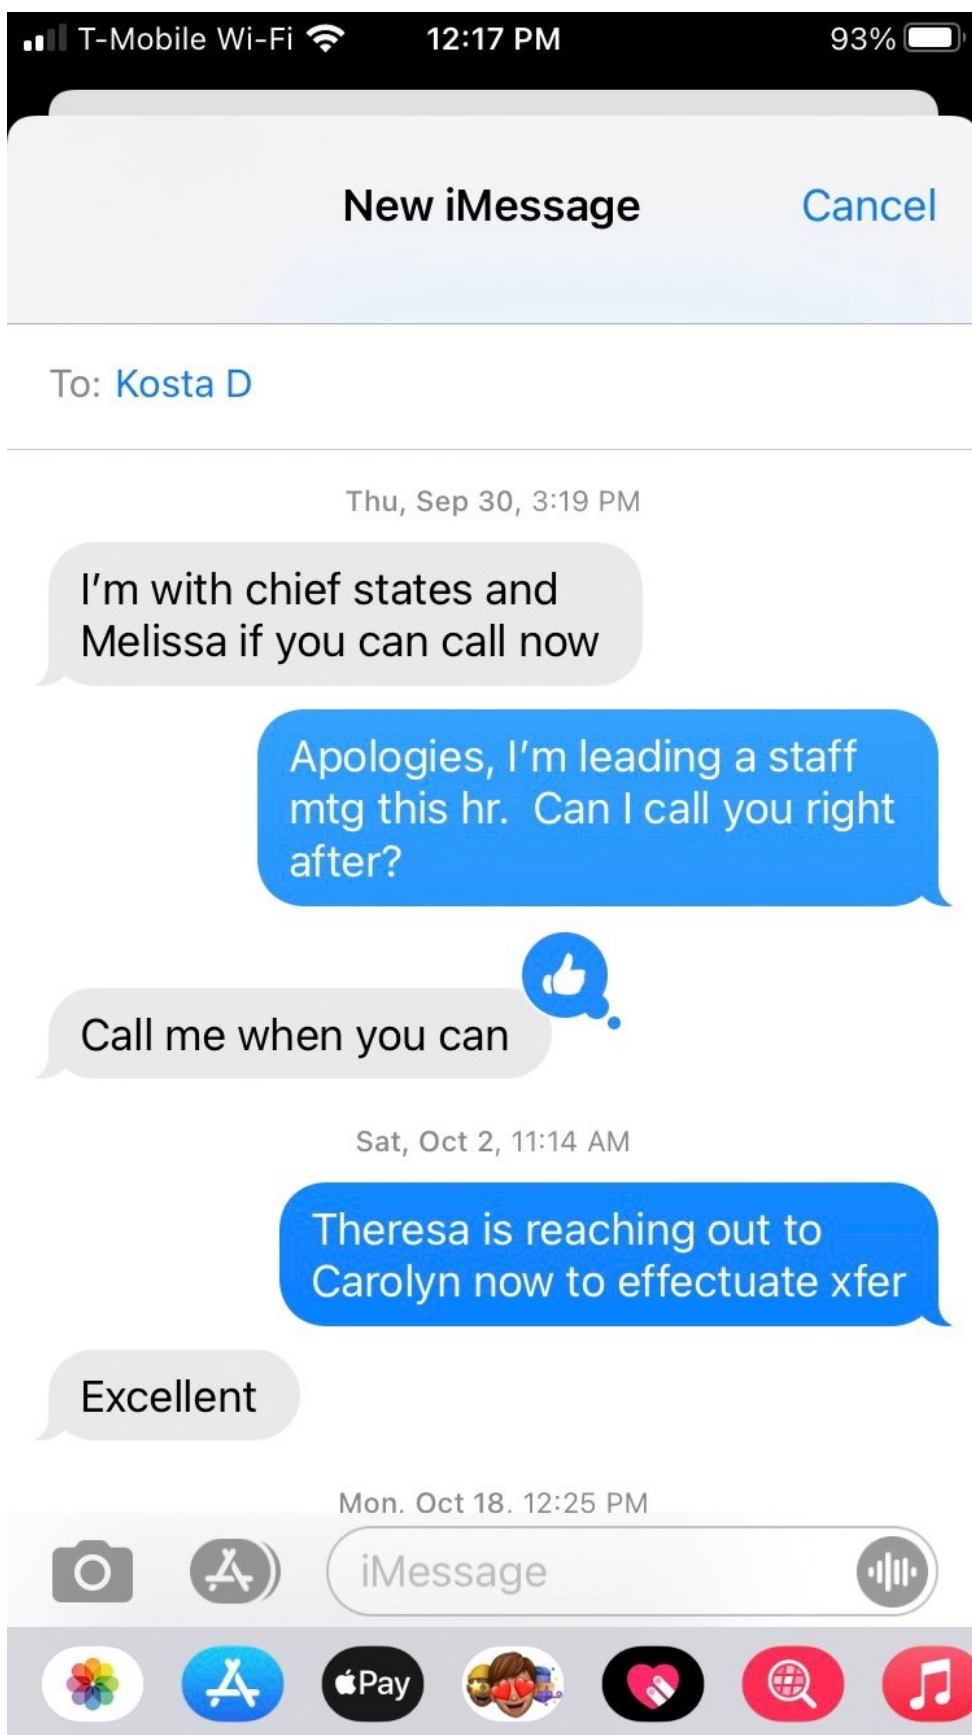 T-Mobile Wi-Fi 12:17 PM 93%
New iMessage Cancel
To: Kosta D
Thu, Sep 30, 3:19 PM
I'm with chief states and
Melissa if you can call now
Apologies, I'm leading a staff
mtg this hr.  Can I call you right
after?
Call me when you can
Sat, Oct 2, 11:14 AM
Theresa is reaching out to
Carolyn now to effectuate xfer
Excellent
Mon, Oct 18, 12:25 PM
iMessage
Pay